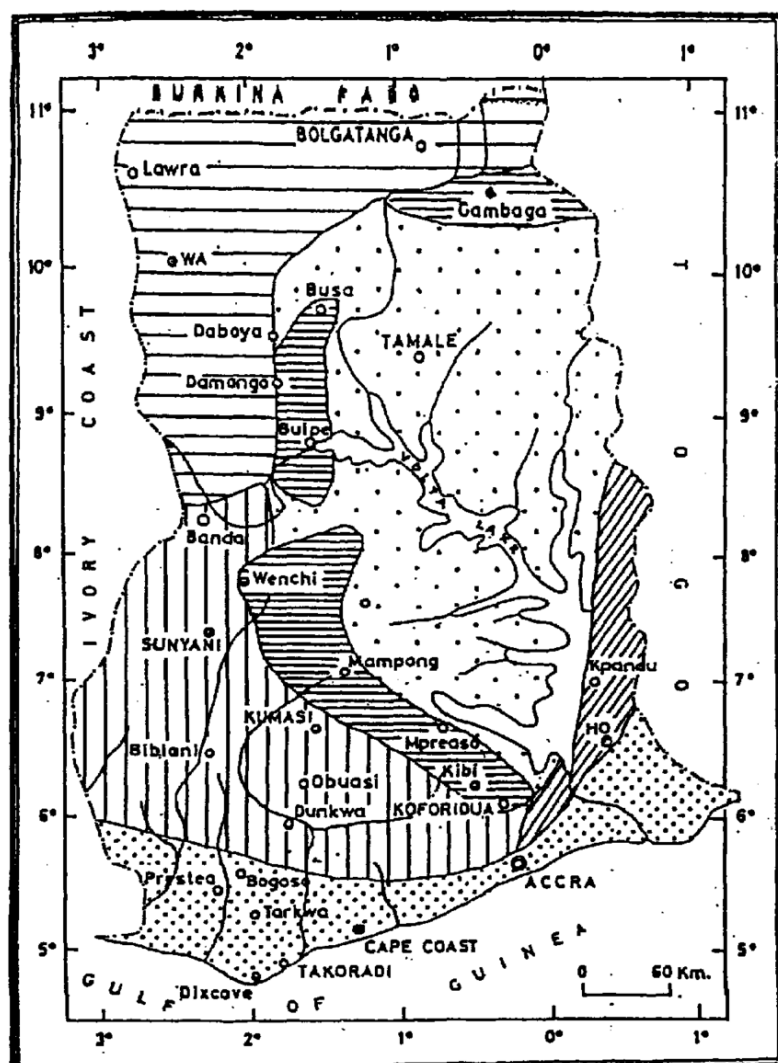 3° 2° 1° 0° 1°
BURKINA FASO
11° 11°
BOLGATANGA
Lawra
Gambaga
WA
10° 10°
Busa
TOGO
IVORY COAST
Daboya
TAMALE
Damongo
9° 9°
Buipe
VOLTA LAKE
Banda
8° 8°
Wenchi
SUNYANI
Mampong
Kpandu
7° 7°
KUMASI
Mpreaso
HO
Bibiani
Kibi
Obuasi
KOFORIDUA
6° Dunkwa 6°
Prestea
Bogoso
ACCRA
Tarkwa
CAPE COAST
5° 5°
TAKORADI
0 60 Km.
Dixcove
GULF OF GUINEA
3° 2° 1° 0° 1°